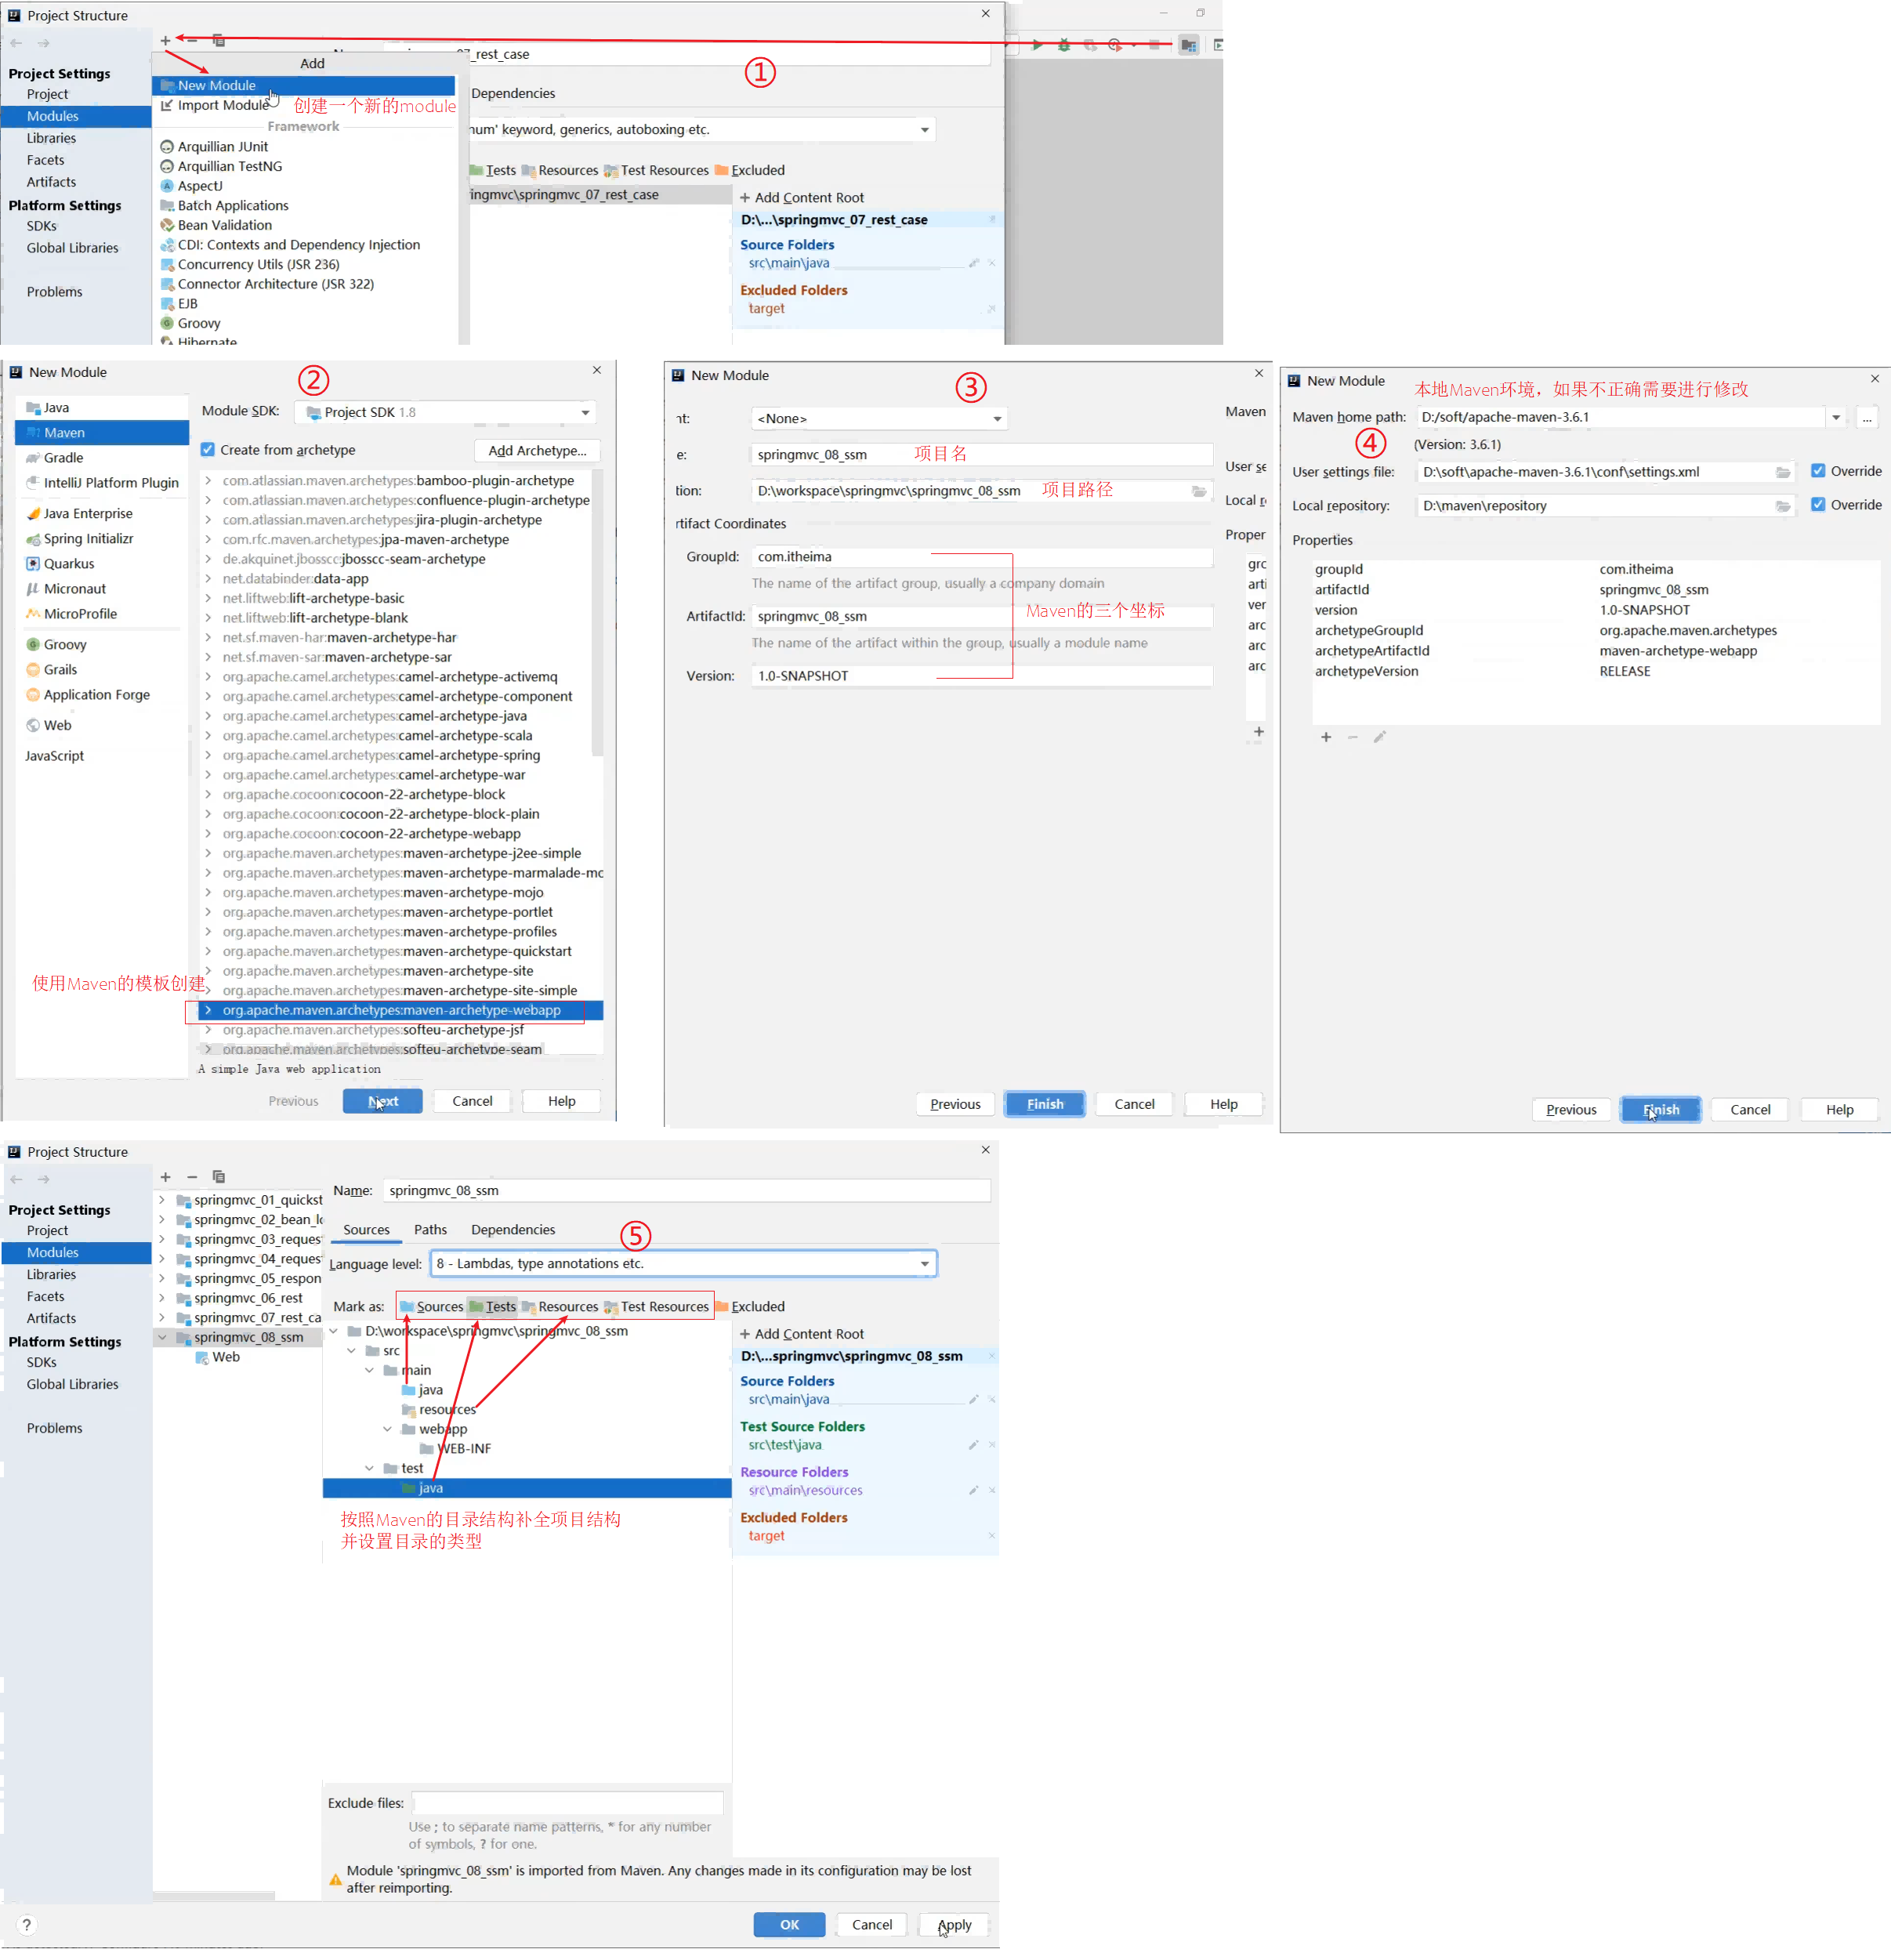 Project Structure
Project Settings
Project
Modules
Libraries
Facets
Artifacts
Platform Settings
SDKs
Global Libraries
Problems
Add
New Module
Import Module
创建一个新的module
Framework
Arquillian JUnit
Arquillian TestNG
AspectJ
Batch Applications
Bean Validation
CDI: Contexts and Dependency Injection
Concurrency Utils (JSR 236)
Connector Architecture (JSR 322)
EJB
Groovy
Hibernate
07_rest_case
①
Dependencies
num' keyword, generics, autoboxing etc.
Tests Resources Test Resources Excluded
ingmvc\springmvc_07_rest_case
+ Add Content Root
D:\...\springmvc_07_rest_case
Source Folders
src\main\java
Excluded Folders
target
New Module
②
Java
Maven
Gradle
IntelliJ Platform Plugin
Java Enterprise
Spring Initializr
Quarkus
Micronaut
MicroProfile
Groovy
Grails
Application Forge
Web
JavaScript
使用Maven的模板创建
Module SDK: Project SDK 1.8
Create from archetype
Add Archetype...
com.atlassian.maven.archetypes:bamboo-plugin-archetype
com.atlassian.maven.archetypes:confluence-plugin-archetype
com.atlassian.maven.archetypes:jira-plugin-archetype
com.rfc.maven.archetypes:jpa-maven-archetype
de.akquinet.jbosscc:jbosscc-seam-archetype
net.databinder:data-app
net.liftweb:lift-archetype-basic
net.liftweb:lift-archetype-blank
net.sf.maven-har:maven-archetype-har
net.sf.maven-sar:maven-archetype-sar
org.apache.camel.archetypes:camel-archetype-activemq
org.apache.camel.archetypes:camel-archetype-component
org.apache.camel.archetypes:camel-archetype-java
org.apache.camel.archetypes:camel-archetype-scala
org.apache.camel.archetypes:camel-archetype-spring
org.apache.camel.archetypes:camel-archetype-war
org.apache.cocoon:cocoon-22-archetype-block
org.apache.cocoon:cocoon-22-archetype-block-plain
org.apache.cocoon:cocoon-22-archetype-webapp
org.apache.maven.archetypes:maven-archetype-j2ee-simple
org.apache.maven.archetypes:maven-archetype-marmalade-mo
org.apache.maven.archetypes:maven-archetype-mojo
org.apache.maven.archetypes:maven-archetype-portlet
org.apache.maven.archetypes:maven-archetype-profiles
org.apache.maven.archetypes:maven-archetype-quickstart
org.apache.maven.archetypes:maven-archetype-site
org.apache.maven.archetypes:maven-archetype-site-simple
org.apache.maven.archetypes:maven-archetype-webapp
org.apache.maven.archetypes:softeu-archetype-jsf
org.apache.maven.archetypes:softeu-archetype-seam
A simple Java web application
Previous Next Cancel Help
New Module
③
nt: <None>
e: springmvc_08_ssm 项目名
tion: D:\workspace\springmvc\springmvc_08_ssm 项目路径
rtifact Coordinates
GroupId: com.itheima
The name of the artifact group, usually a company domain
Maven的三个坐标
ArtifactId: springmvc_08_ssm
The name of the artifact within the group, usually a module name
Version: 1.0-SNAPSHOT
Maven
User se
Local r
Proper
grc
arti
ver
arc
arc
arc
Previous Finish Cancel Help
New Module
本地Maven环境，如果不正确需要进行修改
Maven home path: D:/soft/apache-maven-3.6.1 ...
④ (Version: 3.6.1)
User settings file: D:\soft\apache-maven-3.6.1\conf\settings.xml Override
Local repository: D:\maven\repository Override
Properties
groupId com.itheima
artifactId springmvc_08_ssm
version 1.0-SNAPSHOT
archetypeGroupId org.apache.maven.archetypes
archetypeArtifactId maven-archetype-webapp
archetypeVersion RELEASE
Previous Finish Cancel Help
Project Structure
Project Settings
Project
Modules
Libraries
Facets
Artifacts
Platform Settings
SDKs
Global Libraries
Problems
springmvc_01_quickst
springmvc_02_bean_lo
springmvc_03_reques
springmvc_04_reques
springmvc_05_respon
springmvc_06_rest
springmvc_07_rest_ca
springmvc_08_ssm
Web
Name: springmvc_08_ssm
Sources Paths Dependencies
⑤
Language level: 8 - Lambdas, type annotations etc.
Mark as: Sources Tests Resources Test Resources Excluded
D:\workspace\springmvc\springmvc_08_ssm
src
main
java
resources
webapp
WEB-INF
test
java
按照Maven的目录结构补全项目结构
并设置目录的类型
+ Add Content Root
D:\...springmvc\springmvc_08_ssm
Source Folders
src\main\java
Test Source Folders
src\test\java
Resource Folders
src\main\resources
Excluded Folders
target
Exclude files:
Use ; to separate name patterns, * for any number
of symbols, ? for one.
Module 'springmvc_08_ssm' is imported from Maven. Any changes made in its configuration may be lost
after reimporting.
? OK Cancel Apply